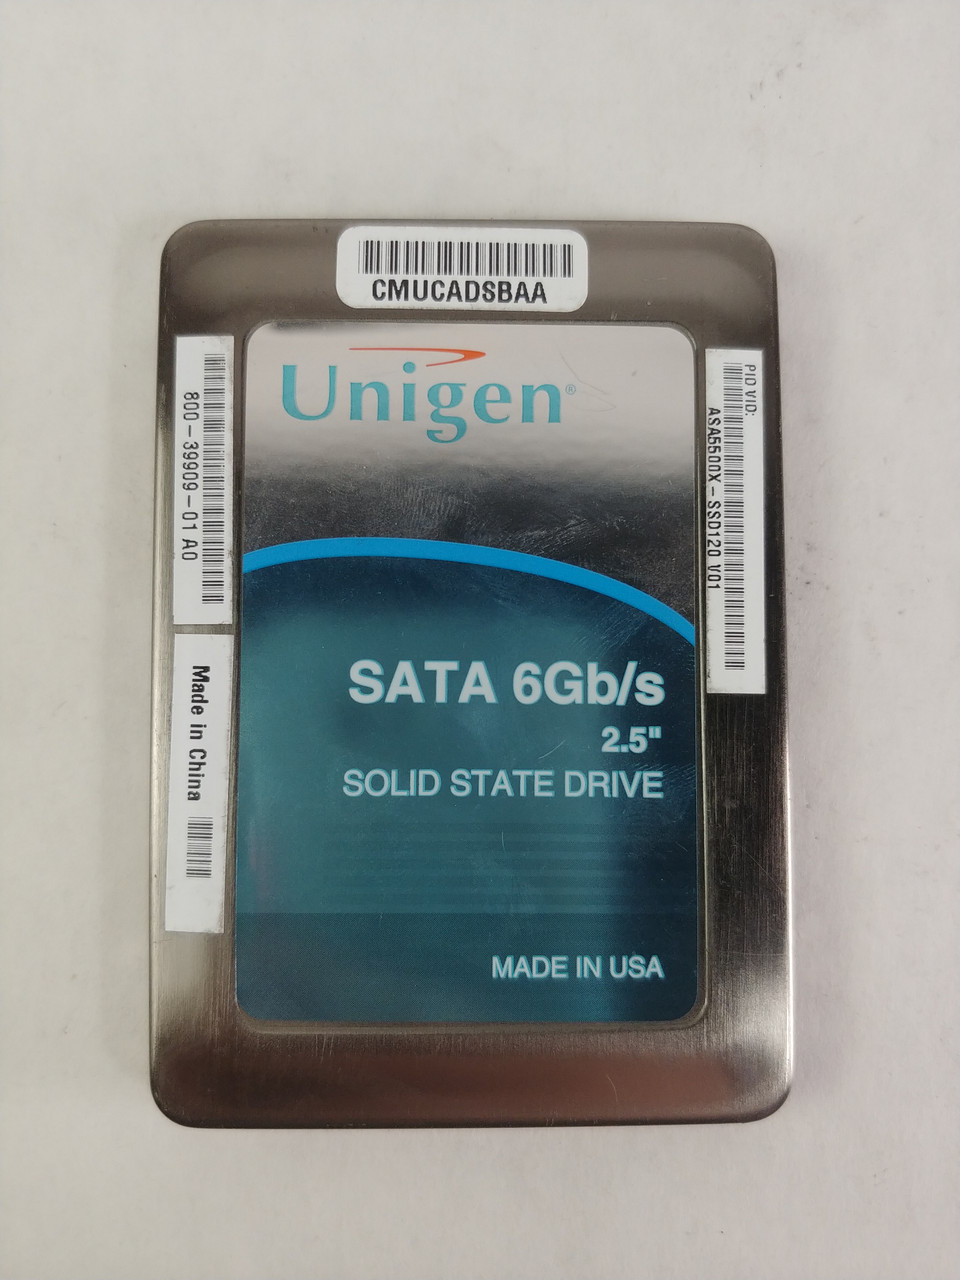 CMUCADSBAA
Unigen®
800-39909-01 A0
PID VID:
ASA5500X-SSD120 V01
SATA 6Gb/s
2.5"
SOLID STATE DRIVE
Made in China
MADE IN USA